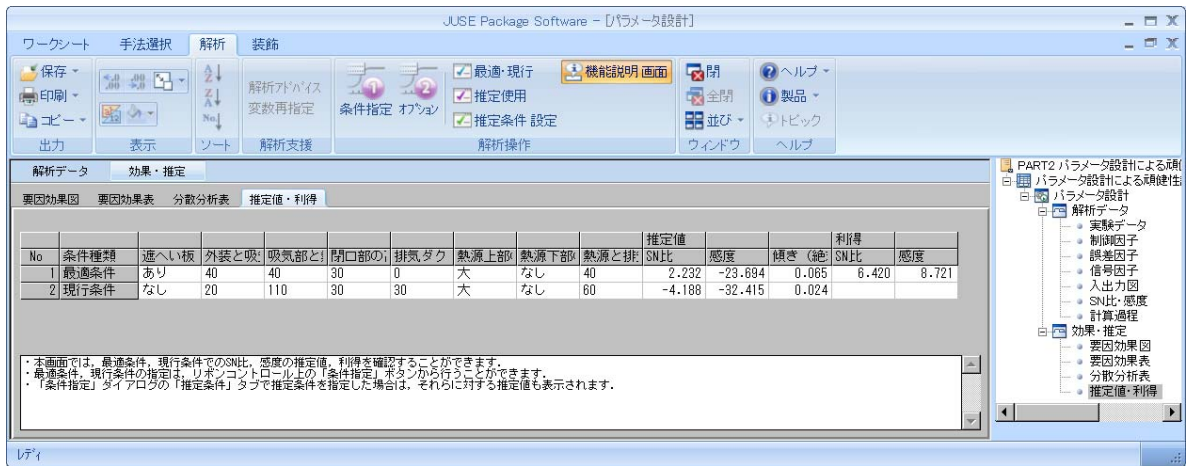 JUSE Package Software - [パラメータ設計]
ワークシート 手法選択 解析 装飾
保存 最適・現行 機能説明 画面 閉 ヘルプ
印刷 解析アドバイス 推定使用 全閉 製品
コピー 変数再指定 条件指定 オプション 推定条件 設定 並び トピック
出力 表示 ソート 解析支援 解析操作 ウィンドウ ヘルプ
解析データ 効果・推定
要因効果図 要因効果表 分散分析表 推定値・利得
推定値 利得
No 条件種類 遮へい板 外装と吸 吸気部と 開口部の 排気ダク 熱源上部 熱源下部 熱源と排 SN比 感度 傾き (絶 SN比 感度
1 最適条件 あり 40 40 30 0 大 なし 40 2.232 -23.694 0.065 6.420 8.721
2 現行条件 なし 20 110 30 30 大 なし 60 -4.188 -32.415 0.024
・本画面では，最適条件，現行条件でのSN比，感度の推定値，利得を確認することができます．
・最適条件，現行条件の指定は，リボンコントロール上の「条件指定」ボタンから行うことができます．
・「条件指定」ダイアログの「推定条件」タブで推定条件を指定した場合は，それらに対する推定値も表示されます．
PART2 パラメータ設計による頑
パラメータ設計による頑健性
パラメータ設計
解析データ
実験データ
制御因子
誤差因子
信号因子
入出力図
SN比・感度
計算過程
効果・推定
要因効果図
要因効果表
分散分析表
推定値・利得
レディ